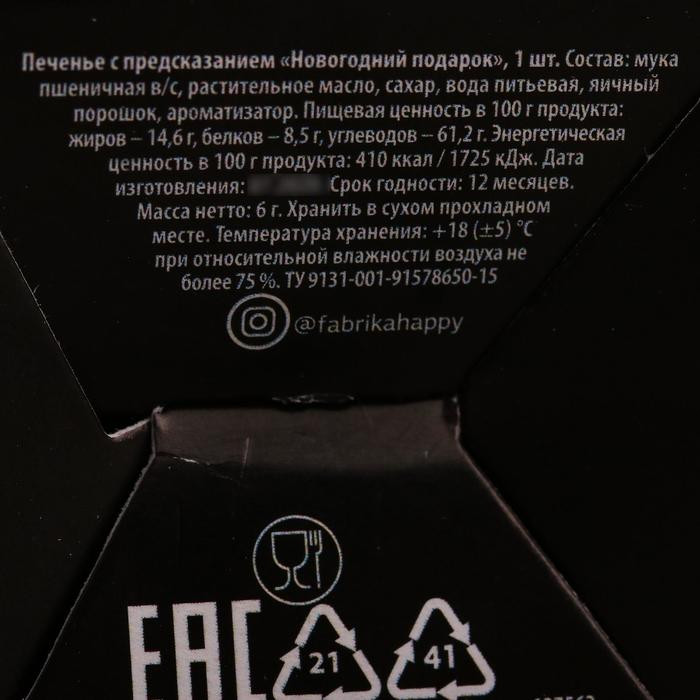 Печенье с предсказанием «Новогодний подарок», 1 шт. Состав: мука
пшеничная в/с, растительное масло, сахар, вода питьевая, яичный
порошок, ароматизатор. Пищевая ценность в 100 г продукта:
жиров – 14,6 г, белков – 8,5 г, углеводов – 61,2 г. Энергетическая
ценность в 100 г продукта: 410 ккал / 1725 кДж. Дата
изготовления: Срок годности: 12 месяцев.
Масса нетто: 6 г. Хранить в сухом прохладном
месте. Температура хранения: +18 (±5) °С
при относительной влажности воздуха не
более 75 %. ТУ 9131-001-91578650-15
@fabrikahappy
EAC 21 41